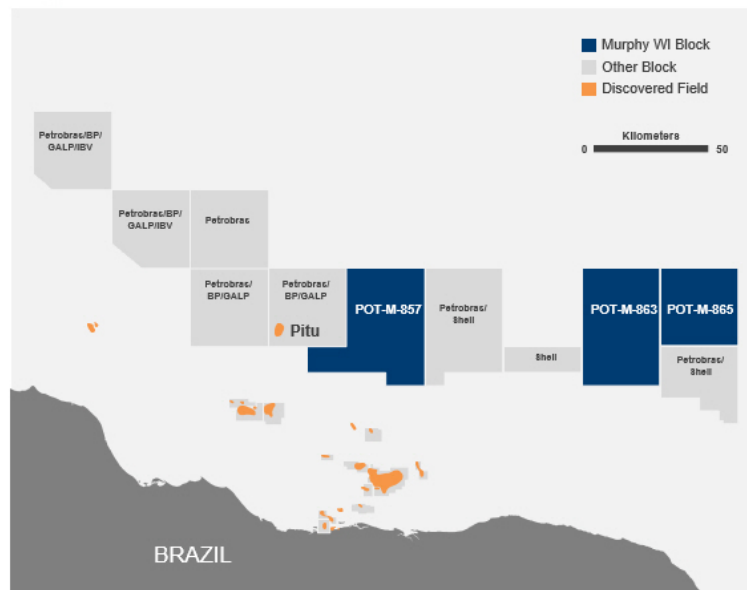 Murphy WI Block
Other Block
Discovered Field
Kilometers
0 50
Petrobras/BP/
GALP/IBV
Petrobras/BP/
GALP/IBV
Petrobras
Petrobras/
BP/GALP
Petrobras/
BP/GALP
Pitu
POT-M-857
Petrobras/
Shell
Shell
POT-M-863
POT-M-865
Petrobras/
Shell
BRAZIL